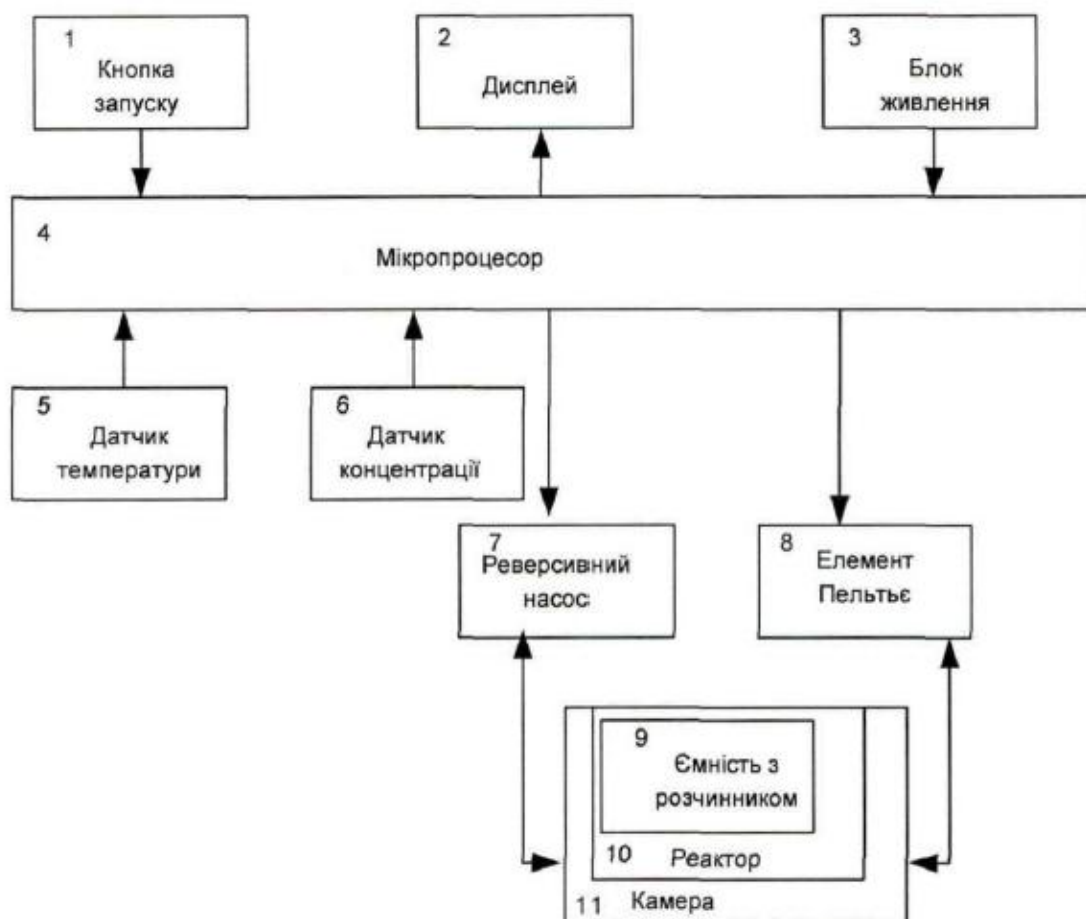 1
Кнопка
запуску
2
Дисплей
3
Блок
живлення
4
Мікропроцесор
5
Датчик
температури
6
Датчик
концентрації
7
Реверсивний
насос
8
Елемент
Пельтьє
9
Ємність з
розчинником
10 Реактор
11 Камера